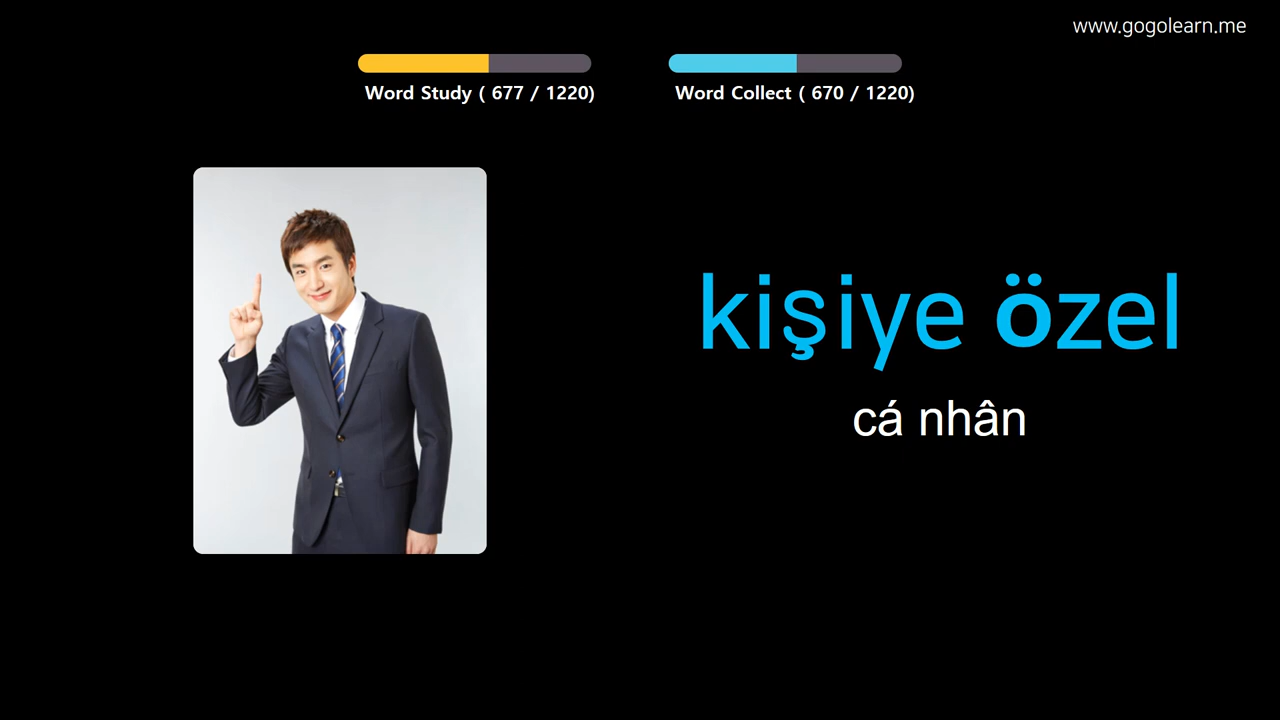 www.gogolearn.me
Word Study ( 677 / 1220)
Word Collect ( 670 / 1220)
kişiye özel
cá nhân